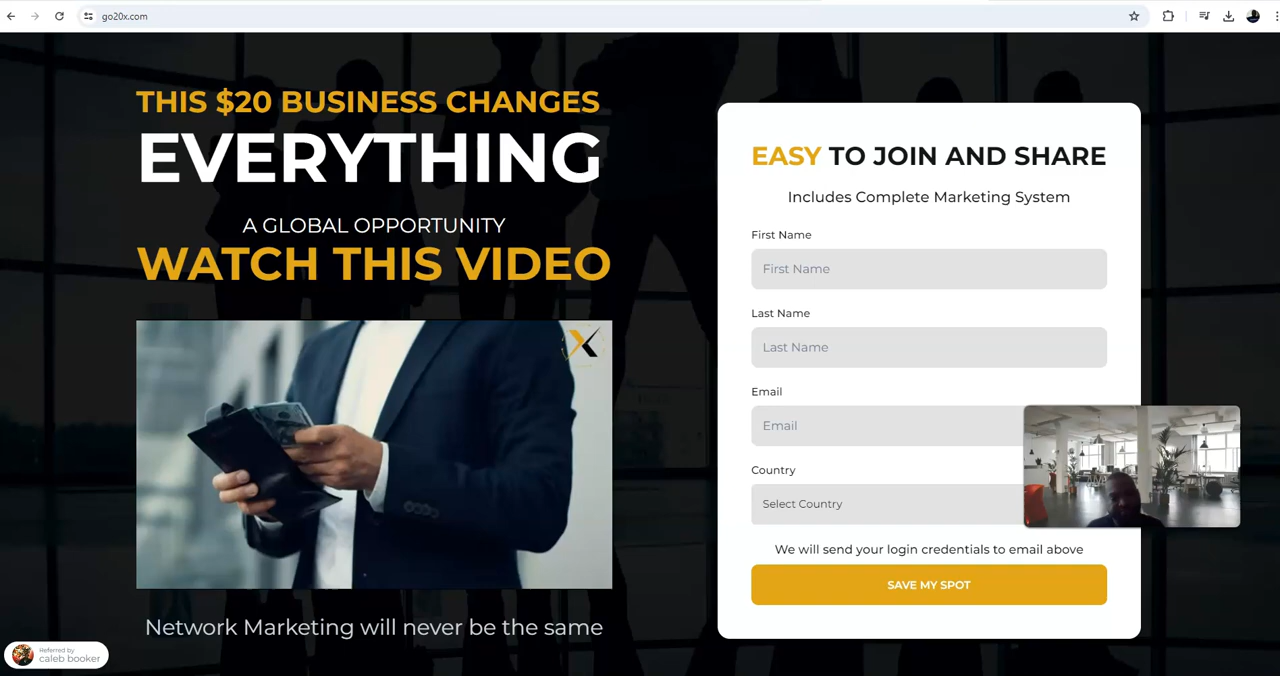 go20x.com
THIS $20 BUSINESS CHANGES
EVERYTHING
A GLOBAL OPPORTUNITY
WATCH THIS VIDEO
X
Network Marketing will never be the same
Referred by
caleb booker
EASY TO JOIN AND SHARE
Includes Complete Marketing System
First Name
First Name
Last Name
Last Name
Email
Email
Country
Select Country
We will send your login credentials to email above
SAVE MY SPOT